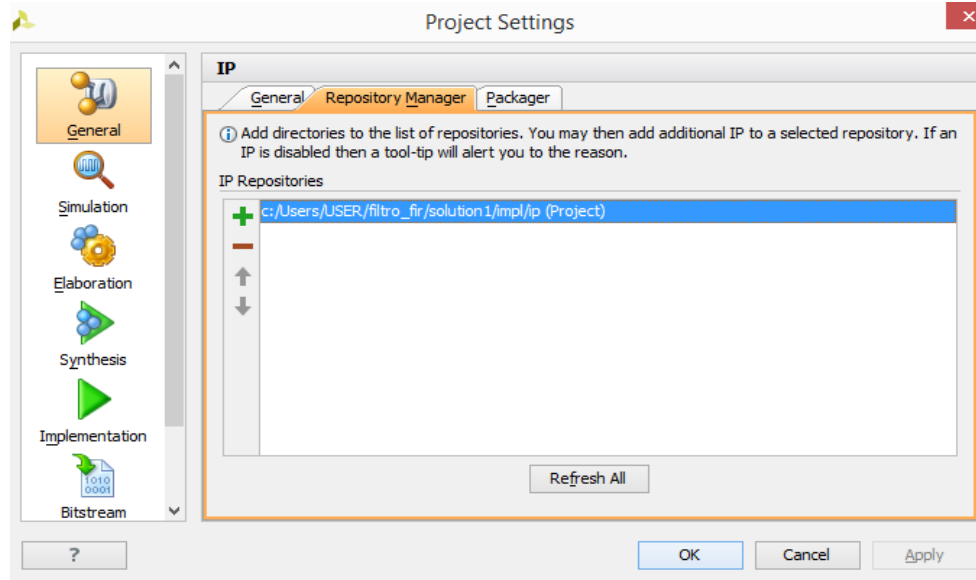 Project Settings
General
Simulation
Elaboration
Synthesis
Implementation
1010
0001
Bitstream
IP
General
Repository Manager
Packager
Add directories to the list of repositories. You may then add additional IP to a selected repository. If an
IP is disabled then a tool-tip will alert you to the reason.
IP Repositories
c:/Users/USER/filtro_fir/solution1/impl/ip (Project)
Refresh All
?
OK
Cancel
Apply